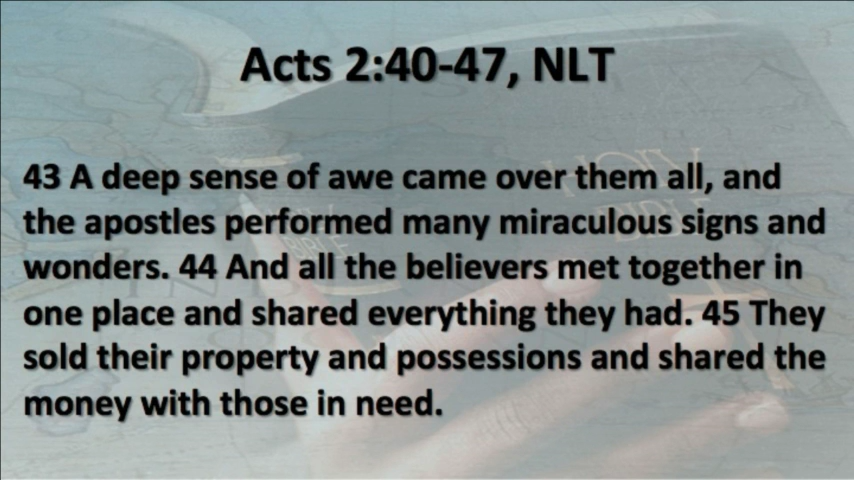 Acts 2:40-47, NLT
43 A deep sense of awe came over them all, and
the apostles performed many miraculous signs and
wonders. 44 And all the believers met together in
one place and shared everything they had. 45 They
sold their property and possessions and shared the
money with those in need.
HOLY
BIBLE